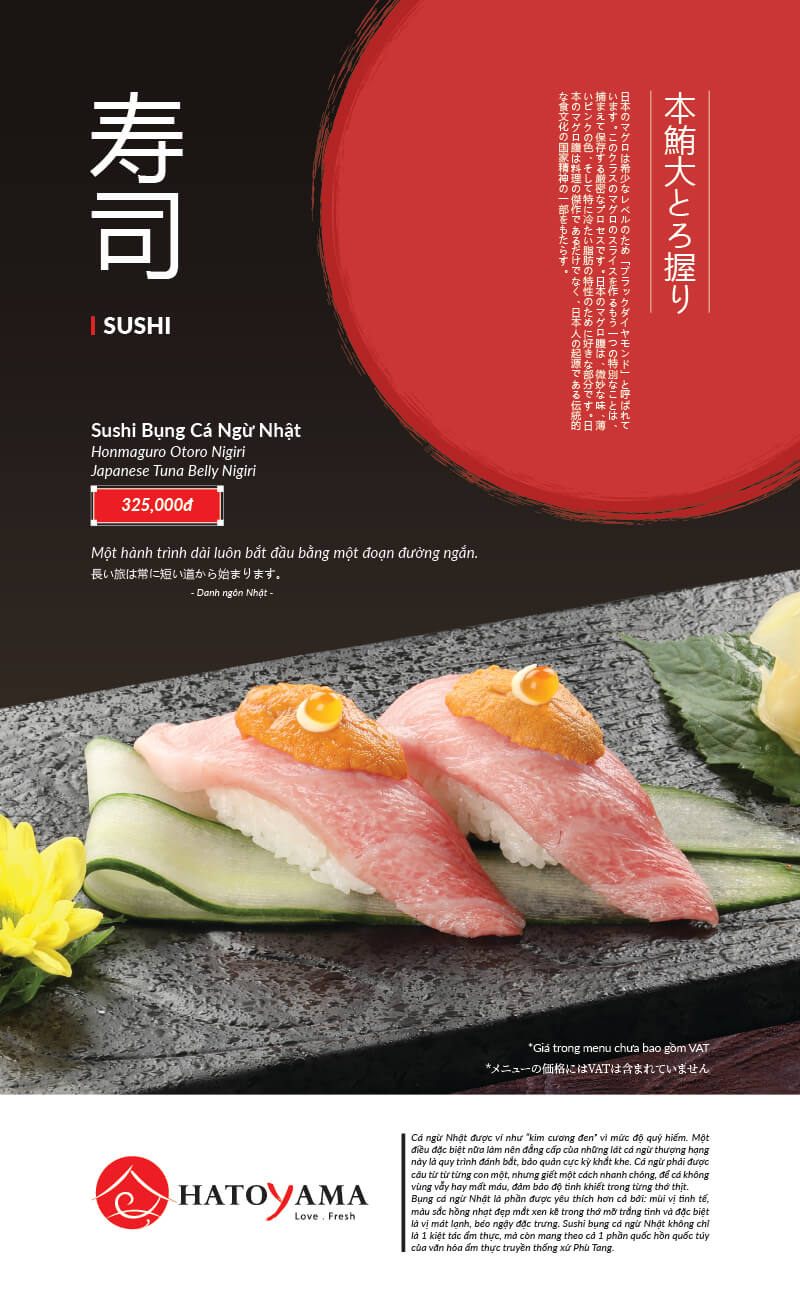 寿司
SUSHI
本鮪大とろ握り
日本のマグロは希少なレベルのため「ブラックダイヤモンド」と呼ばれて
います。このクラスのマグロのスライスを作るもう一つの特別なことは、
捕まえて保存する厳密なプロセスです。日本のマグロ腹は、微妙な味、薄
いピンクの色、そして特に冷たい脂肪の特性のために好きな部分です。日
本のマグロ腹は料理の傑作であるだけでなく、日本人の起源である伝統的
な食文化の国家精神の一部をもたらす。
Sushi Bụng Cá Ngừ Nhật
Honmaguro Otoro Nigiri
Japanese Tuna Belly Nigiri
325,000đ
Một hành trình dài luôn bắt đầu bằng một đoạn đường ngắn.
長い旅は常に短い道から始まります。
- Danh ngôn Nhật -
*Giá trong menu chưa bao gồm VAT
*メニューの価格にはVATは含まれていません
HATOYAMA
Love . Fresh
Cá ngừ Nhật được ví như "kim cương đen" vì mức độ quý hiếm. Một
điều đặc biệt nữa làm nên đẳng cấp của những lát cá ngừ thượng hạng
này là quy trình đánh bắt, bảo quản cực kỳ khắt khe. Cá ngừ phải được
câu từ từ từng con một, nhưng giết một cách nhanh chóng, để cá không
vùng vẫy hay mất máu, đảm bảo độ tinh khiết trong từng thớ thịt.
Bụng cá ngừ Nhật là phần được yêu thích hơn cả bởi: mùi vị tinh tế,
màu sắc hồng nhạt đẹp mắt xen kẽ trong thớ mỡ trắng tinh và đặc biệt
là vị mát lạnh, béo ngậy đặc trưng. Sushi bụng cá ngừ Nhật không chỉ
là 1 kiệt tác ẩm thực, mà còn mang theo cả 1 phần quốc hồn quốc túy
của văn hóa ẩm thực truyền thống xứ Phù Tang.